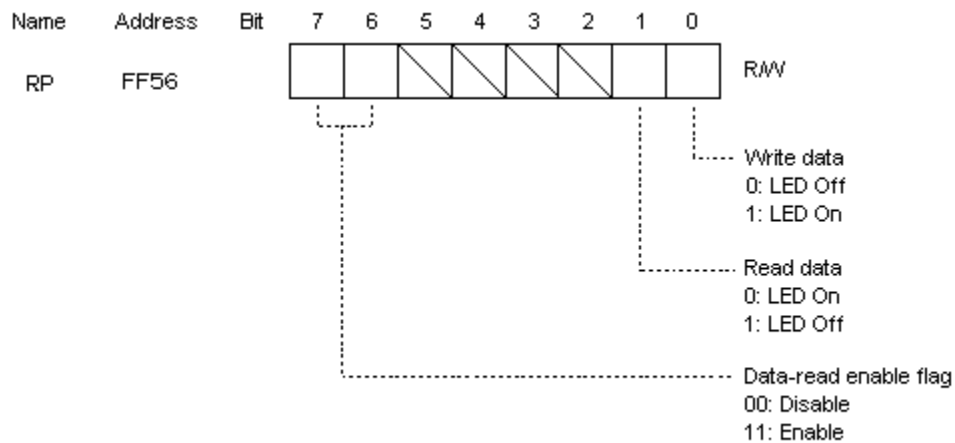 Name Address Bit 7 6 5 4 3 2 1 0
RP FF56 R/W
Write data
0: LED Off
1: LED On
Read data
0: LED On
1: LED Off
Data-read enable flag
00: Disable
11: Enable